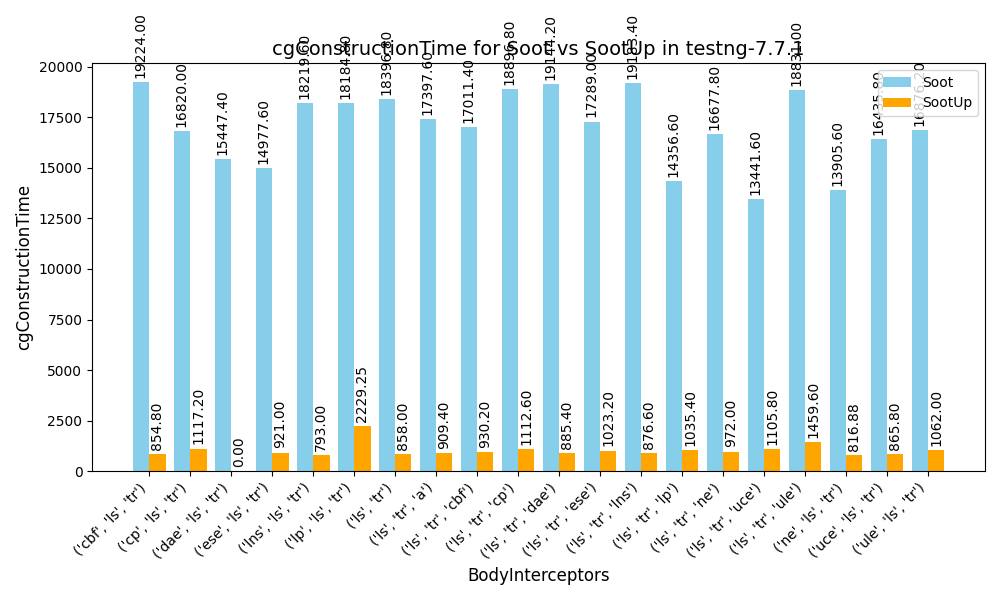 cgConstructionTime for Soot vs SootUp in testng-7.7.1
cgConstructionTime
20000
17500
15000
12500
10000
7500
5000
2500
0
19224.00
16820.00
15447.40
14977.60
18219.60
18396.80
17397.60
17011.40
18896.80
19144.20
17289.00
19183.40
14356.60
16677.80
13441.60
18831.00
13905.60
854.80
1117.20
0.00
921.00
793.00
2229.25
858.00
909.40
930.20
1112.60
885.40
1023.20
876.60
1035.40
972.00
1105.80
1459.60
816.88
865.80
1062.00
Soot
SootUp
('cbf', 'ls', 'tr')
('cp', 'ls', 'tr')
('dae', 'ls', 'tr')
('ese', 'ls', 'tr')
('lns', 'ls', 'tr')
('lp', 'ls', 'tr')
('ls', 'tr')
('ls', 'tr', 'a')
('ls', 'tr', 'cbf')
('ls', 'tr', 'cp')
('ls', 'tr', 'dae')
('ls', 'tr', 'ese')
('ls', 'tr', 'lns')
('ls', 'tr', 'lp')
('ls', 'tr', 'ne')
('ls', 'tr', 'uce')
('ls', 'tr', 'ule')
('ne', 'ls', 'tr')
('uce', 'ls', 'tr')
('ule', 'ls', 'tr')
BodyInterceptors